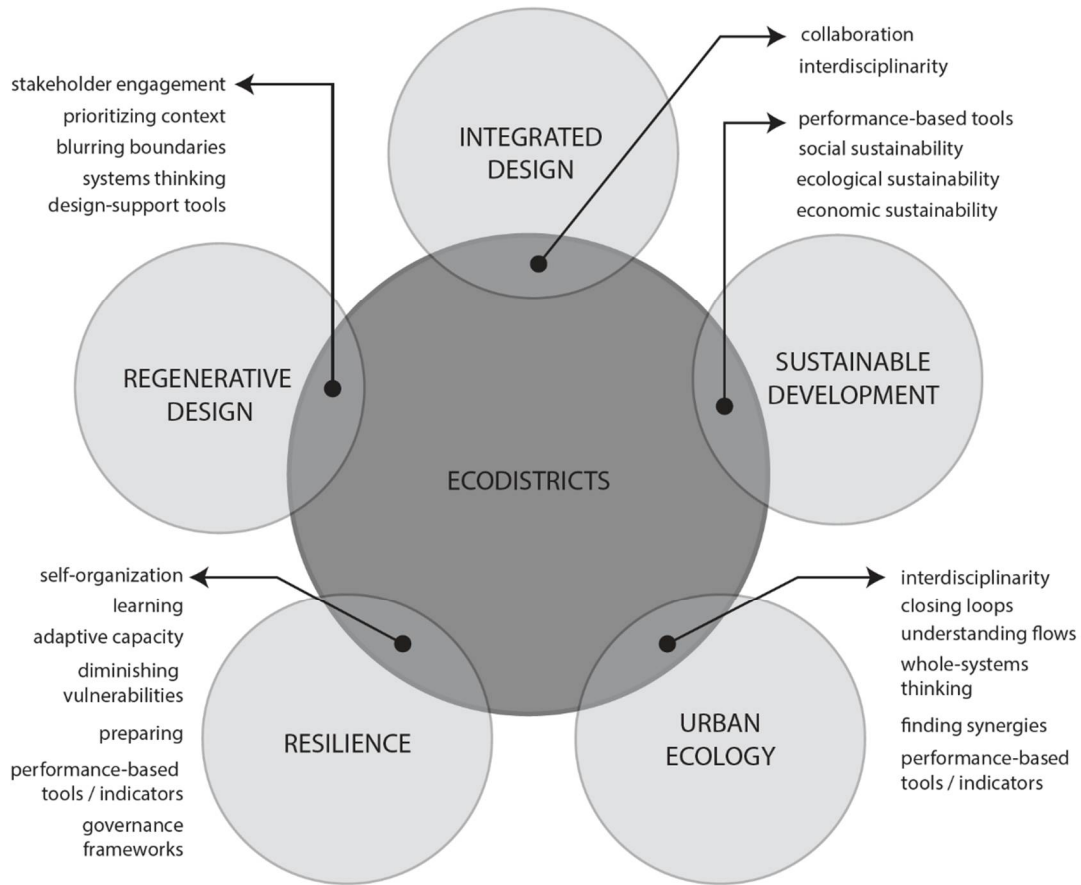 collaboration
interdisciplinarity
stakeholder engagement
prioritizing context
blurring boundaries
systems thinking
design-support tools
INTEGRATED
DESIGN
performance-based tools
social sustainability
ecological sustainability
economic sustainability
REGENERATIVE
DESIGN
SUSTAINABLE
DEVELOPMENT
ECODISTRICTS
self-organization
learning
adaptive capacity
diminishing
vulnerabilities
preparing
performance-based
tools / indicators
governance
frameworks
RESILIENCE
URBAN
ECOLOGY
interdisciplinarity
closing loops
understanding flows
whole-systems
thinking
finding synergies
performance-based
tools / indicators